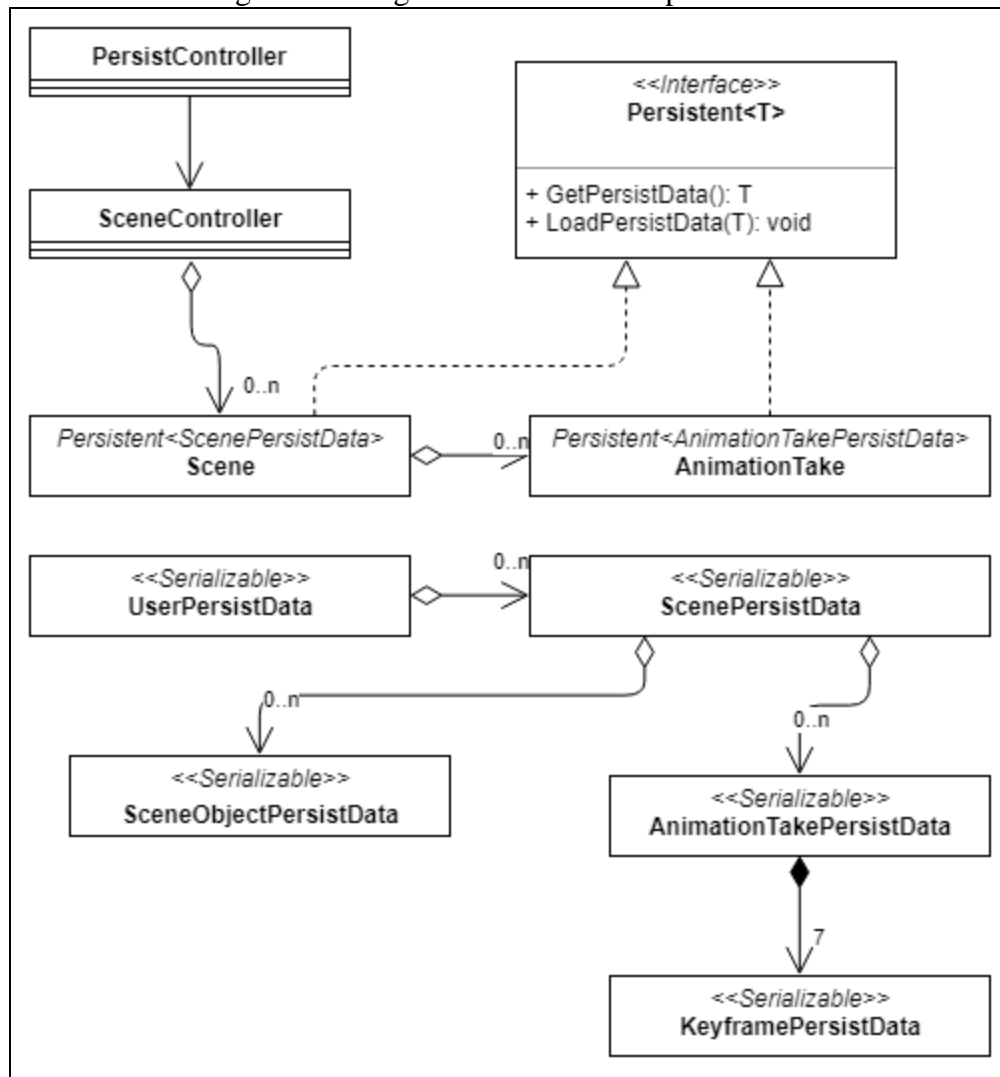 PersistController
<<Interface>>
Persistent<T>
+ GetPersistData(): T
+ LoadPersistData(T): void
SceneController
0..n
Persistent<ScenePersistData>
Scene
0..n
Persistent<AnimationTakePersistData>
AnimationTake
<<Serializable>>
UserPersistData
0..n
<<Serializable>>
ScenePersistData
0..n
0..n
<<Serializable>>
SceneObjectPersistData
<<Serializable>>
AnimationTakePersistData
7
<<Serializable>>
KeyframePersistData